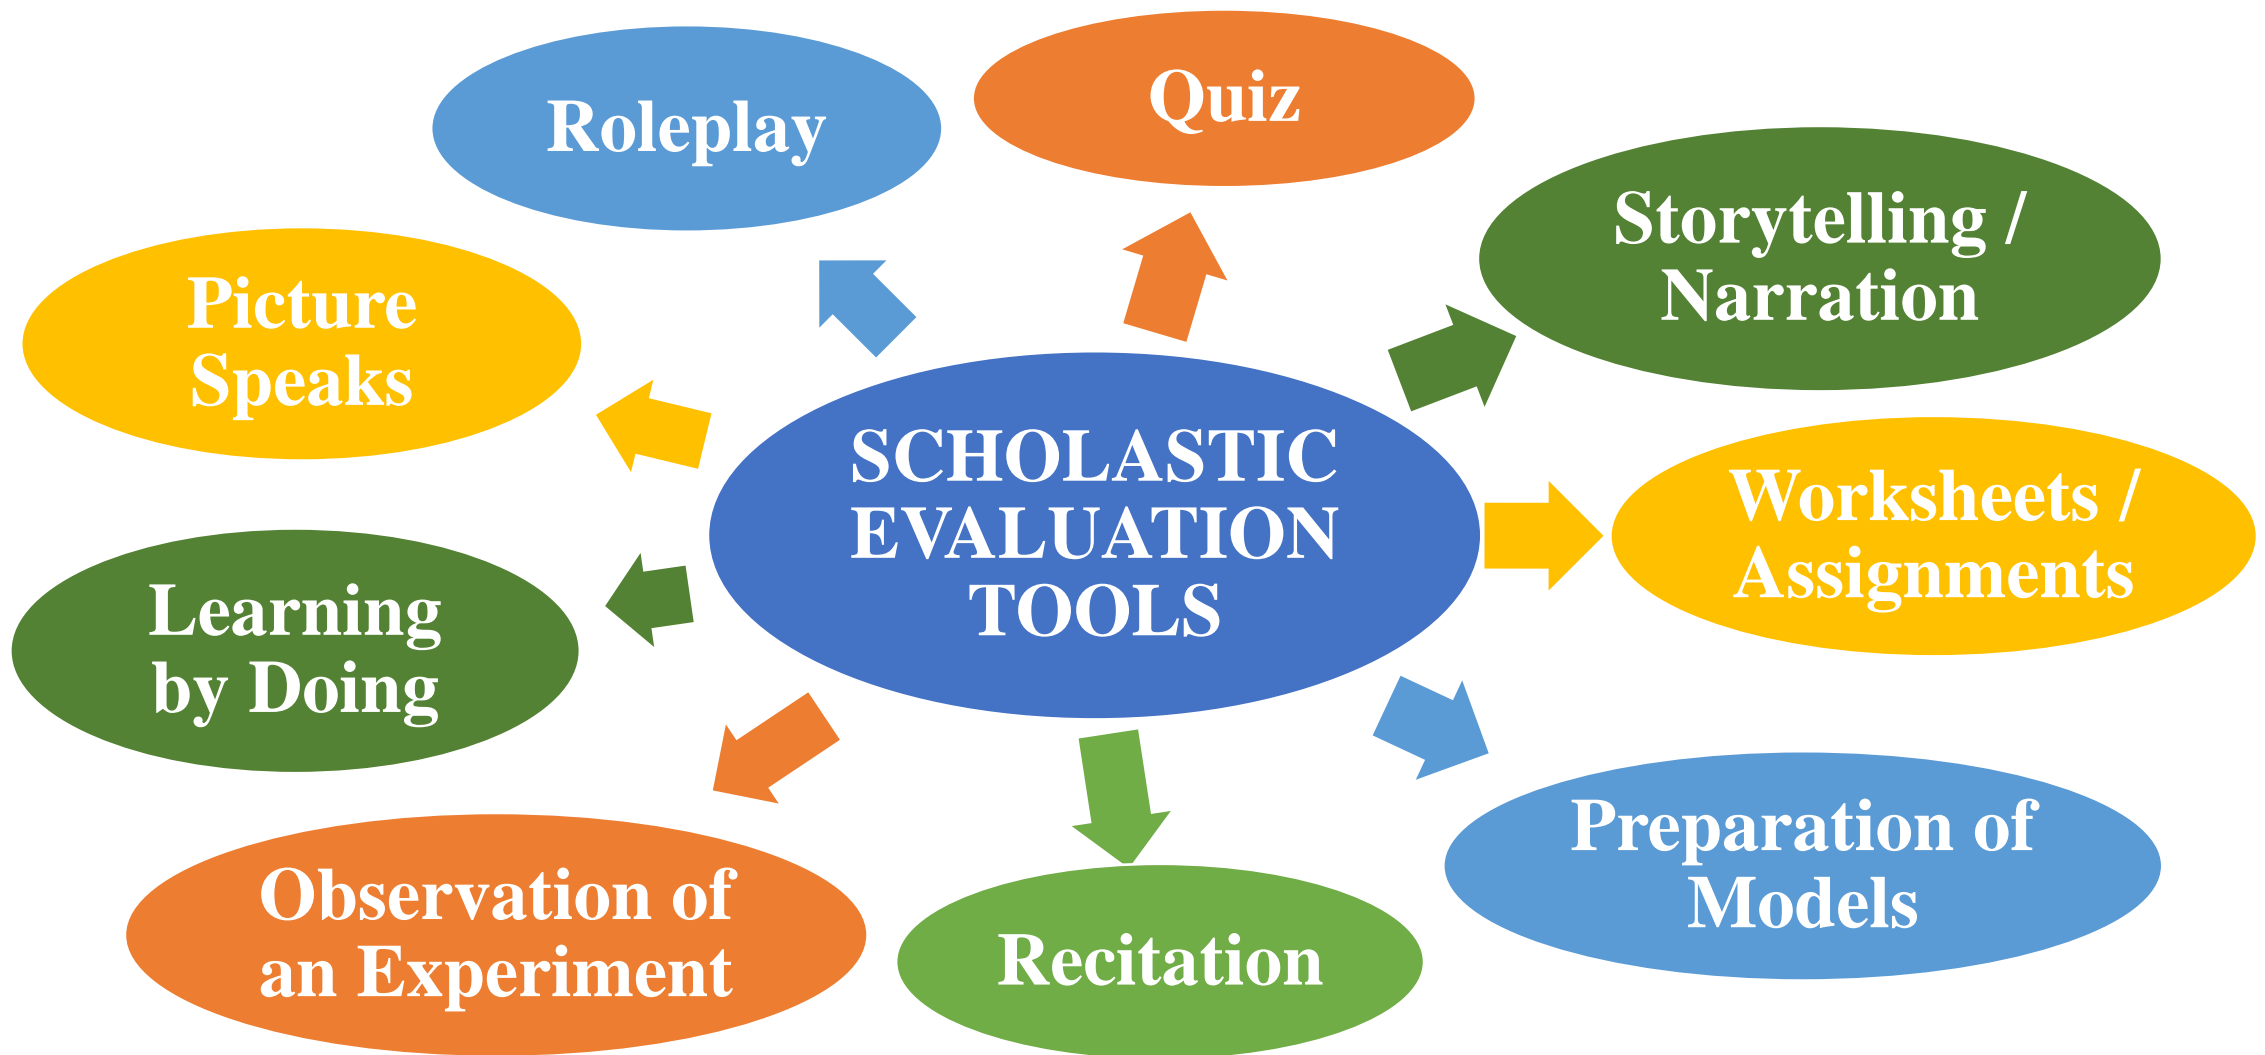 Roleplay
Quiz
Storytelling /
Narration
Picture
Speaks
SCHOLASTIC
EVALUATION
TOOLS
Worksheets /
Assignments
Learning
by Doing
Preparation of
Models
Observation of
an Experiment
Recitation